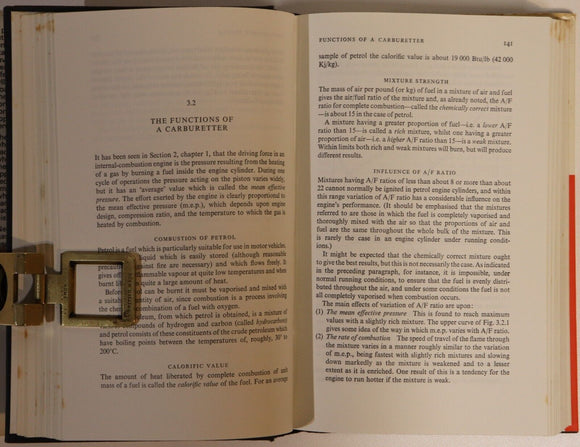 3.2
THE FUNCTIONS OF
A CARBURETTER
It has been seen in Section 2, chapter 1, that the driving force in an
internal-combustion engine is the pressure resulting from the heating
of a gas by burning a fuel inside the engine cylinder. During one
cycle of operations the pressure acting on the piston varies widely,
but it has an 'average' value which is called the mean effective
pressure. The effort exerted by the engine is clearly proportional to
the mean effective pressure (m.e.p.), which depends upon engine
design, compression ratio, and the temperature to which the gas is
heated by combustion.
COMBUSTION OF PETROL
Petrol is a fuel which is particularly suitable for use in motor vehicles.
liquid which is easily stored (although reasonable
against fire are necessary) and which flows freely. It
gives off flammable vapour at quite low temperatures and when
burnt quite a large amount of heat.
Before it can be burnt it must be vaporised and mixed with
a suitable quantity of air, since combustion is a process involving
the combination of a fuel with oxygen.
from which petrol is obtained, is a mixture of
compounds of hydrogen and carbon (called hydrocarbons)
and petrol consists of these constituents of the crude petroleum which
have boiling points between the temperatures of, roughly, 30° to
200°C.
CALORIFIC VALUE
The amount of heat liberated by complete combustion of unit
mass of a fuel is called the calorific value of the fuel. For an average
FUNCTIONS OF A CARBURETTER 141
sample of petrol the calorific value is about 19 000 Btu/lb (42 000
Kj/kg).
MIXTURE STRENGTH
The mass of air per pound (or kg) of fuel in a mixture of air and fuel
gives the air/fuel ratio of the mixture and, as already noted, the A/F
ratio for complete combustion—called the chemically correct mixture
—is about 15 in the case of petrol.
A mixture having a greater proportion of fuel—i.e. a lower A/F
ratio than 15—is called a rich mixture, whilst one having a greater
proportion of air—i.e. a higher A/F ratio than 15—is a weak mixture.
Within limits both rich and weak mixtures will burn, but will produce
different results.
INFLUENCE OF A/F RATIO
Mixtures having A/F ratios of less than about 8 or more than about
22 cannot normally be ignited in petrol engine cylinders, and within
this range variation of A/F ratio has a considerable influence on the
engine's performance. (It should be emphasised that the mixtures
referred to are those in which the fuel is completely vaporised and
thoroughly mixed with the air so that the proportions of air and
fuel are the same throughout the whole bulk of the mixture. This
is rarely the case in an engine cylinder under running condi-
tions.)
It might be expected that the chemically correct mixture ought
to give the best results, but this is not necessarily the case. As indicated
in the preceding paragraph, for instance, it is impossible, under
normal running conditions, to ensure that the fuel is evenly distri-
buted throughout the air, and under some conditions the fuel is not
all completely vaporised when combustion occurs.
The main effects of variation of A/F ratio are upon:
(1) The mean effective pressure This is found to reach maximum
values with a slightly rich mixture. The upper curve of Fig. 3.2.1
gives some idea of the way in which m.e.p. varies with A/F ratio.
(2) The rate of combustion The speed of travel of the flame through
the mixture varies in a manner roughly similar to the variation
of m.e.p., being fastest with slightly rich mixtures and slowing
down markedly as the mixture is weakened and to a lesser
extent as it is enriched. One result of this is a tendency for the
engine to run hotter if the mixture is weak.